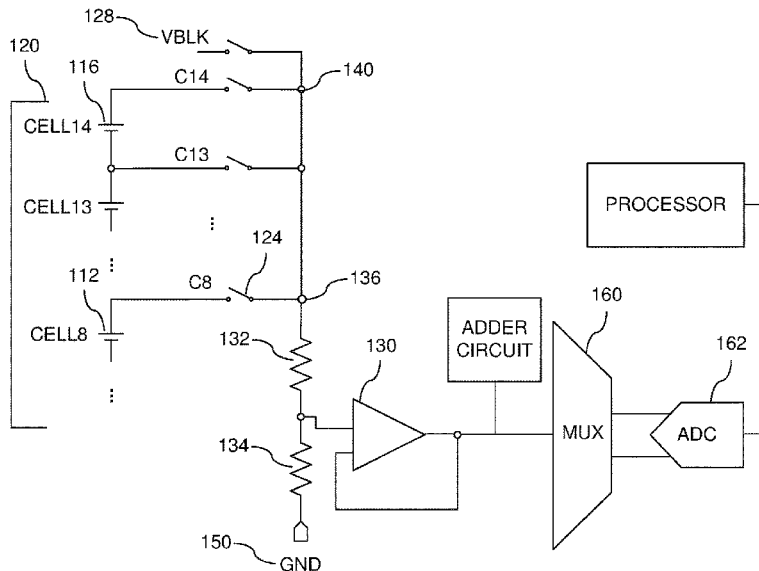 128
VBLK
120
116
C14
140
CELL14
C13
CELL13
PROCESSOR
124
112
C8
136
160
CELL8
132
130
ADDER
CIRCUIT
162
MUX
ADC
134
150
GND